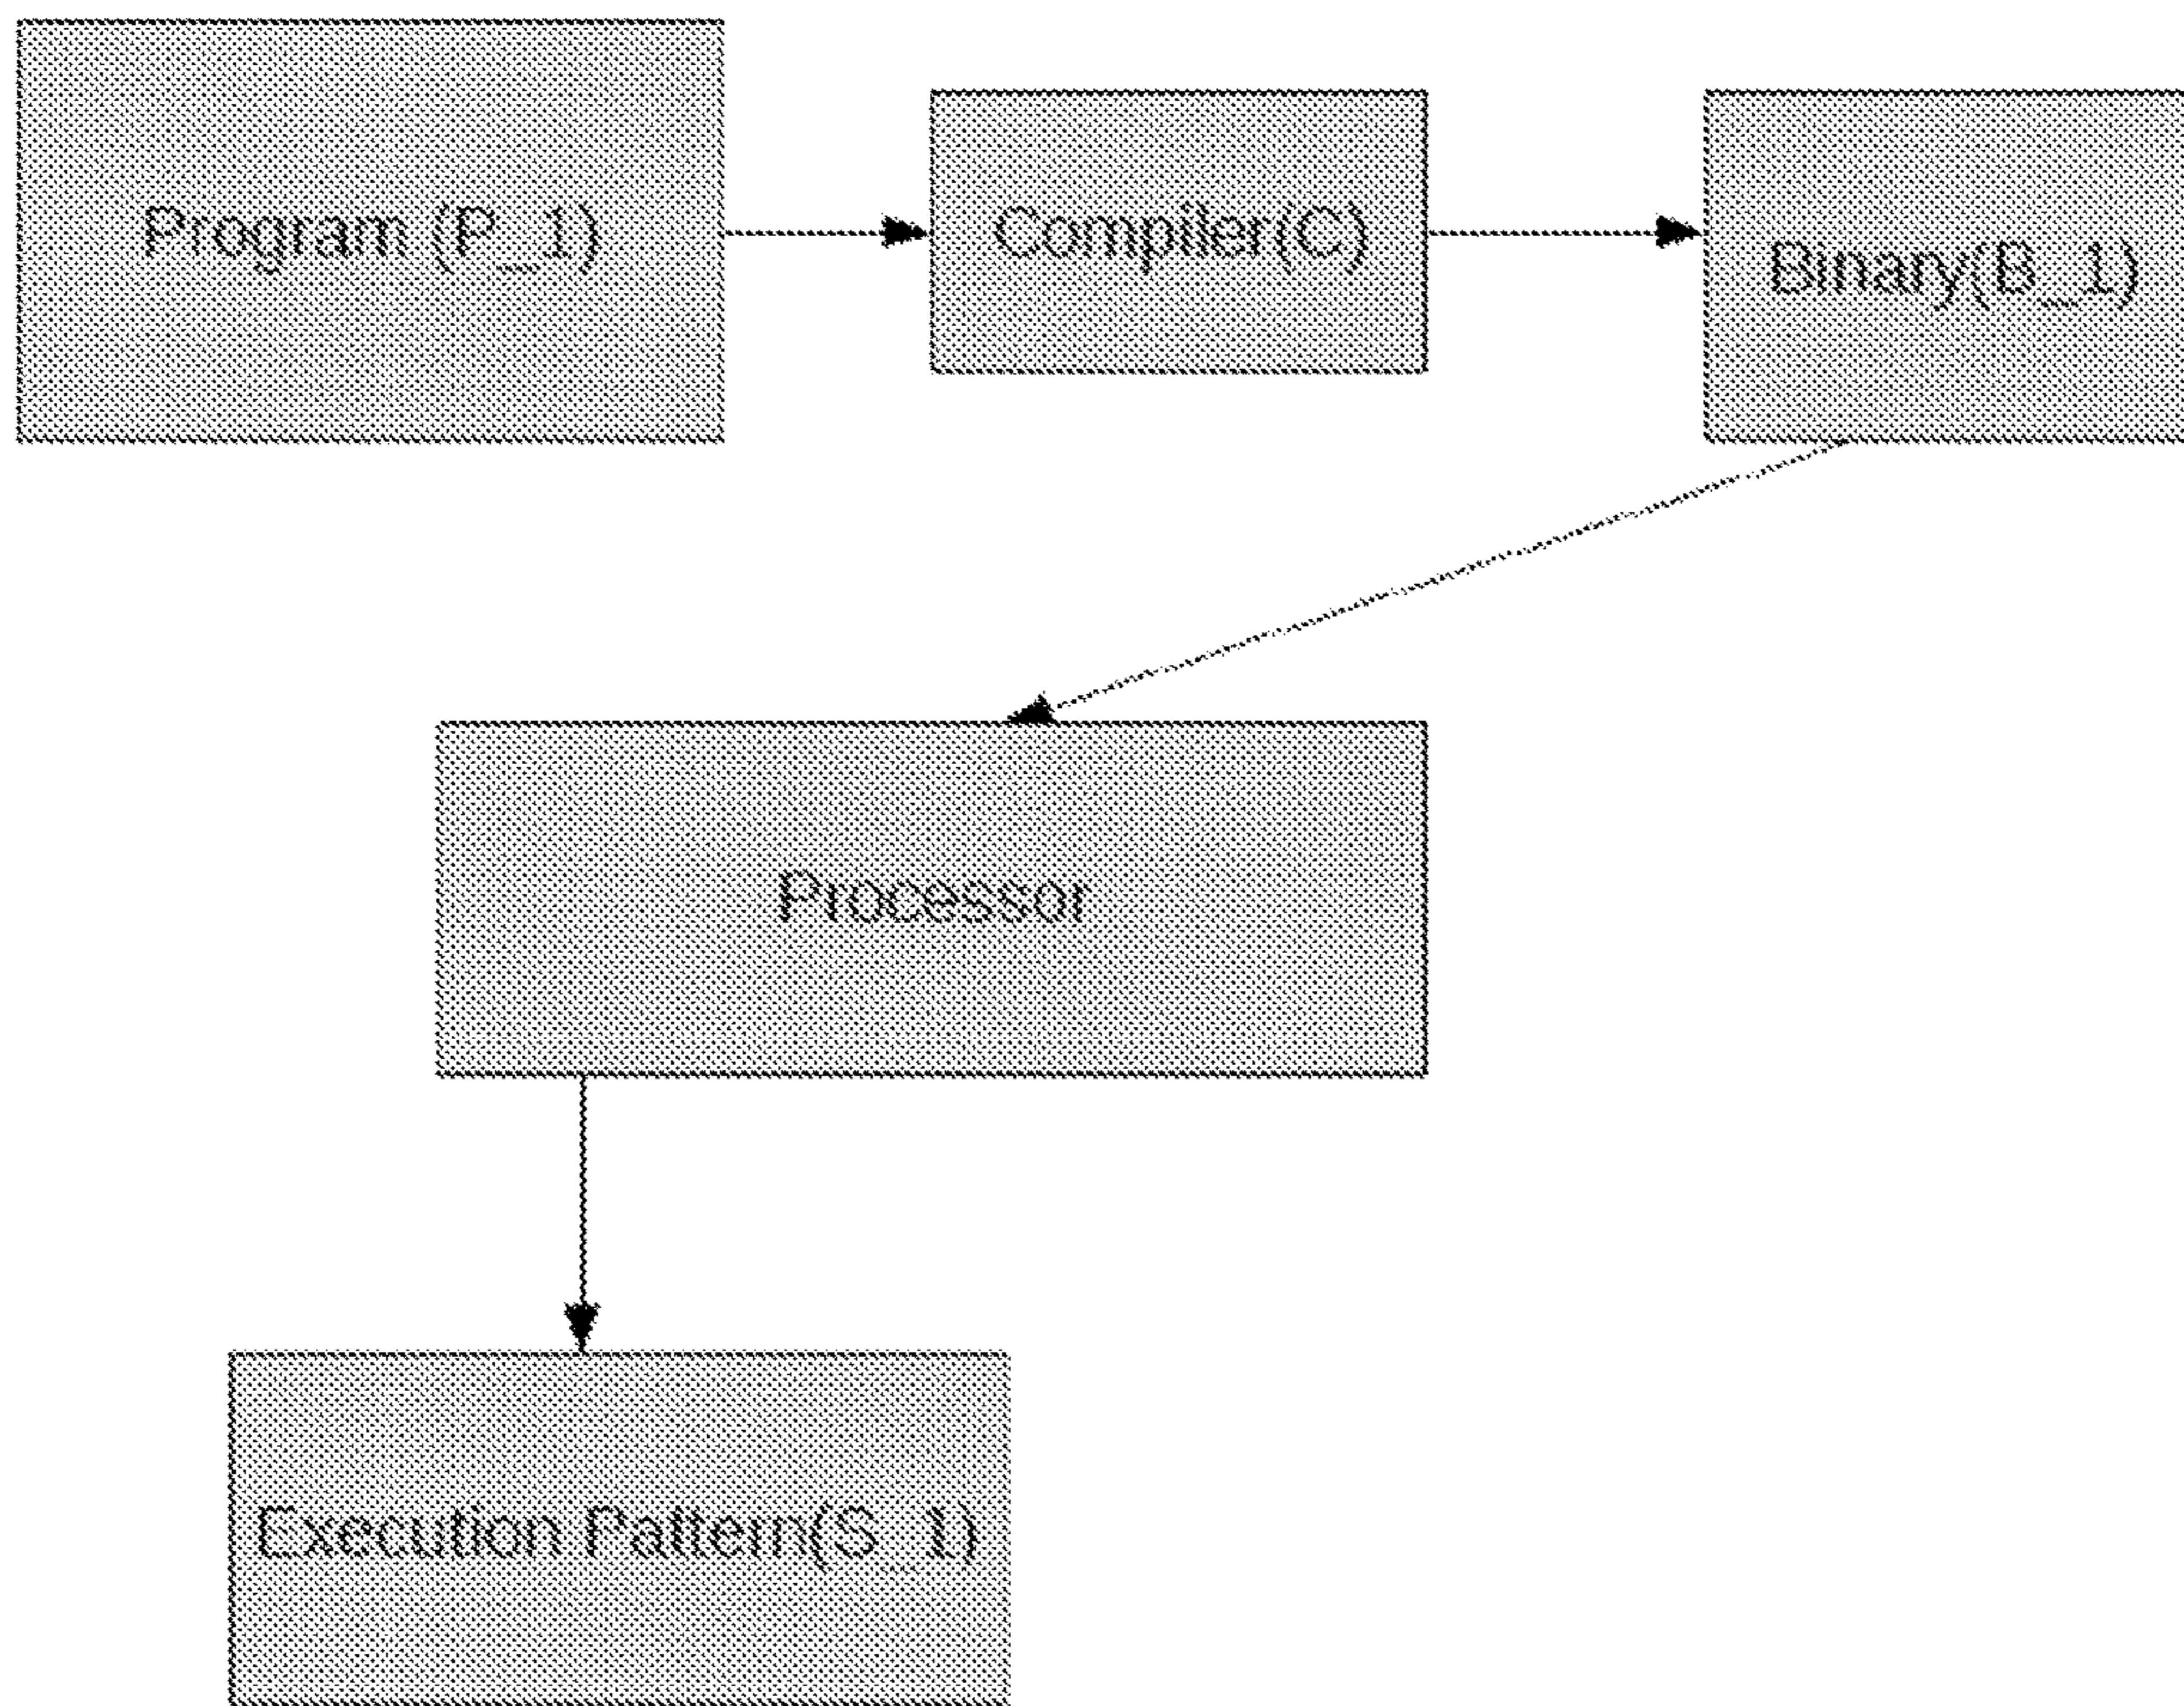 Program (P_1)
Compiler(C)
Binary(B_1)
Processor
Execution Pattern(S_1)